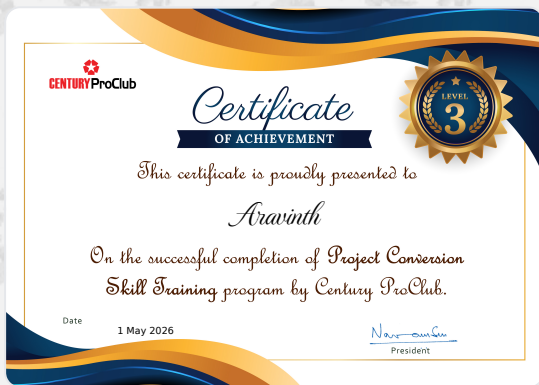 CENTURY ProClub
Certificate
OF ACHIEVEMENT
LEVEL
3
This certificate is proudly presented to
Aravinth
On the successful completion of Project Conversion
Skill Training program by Century ProClub.
Date
1 May 2026
President